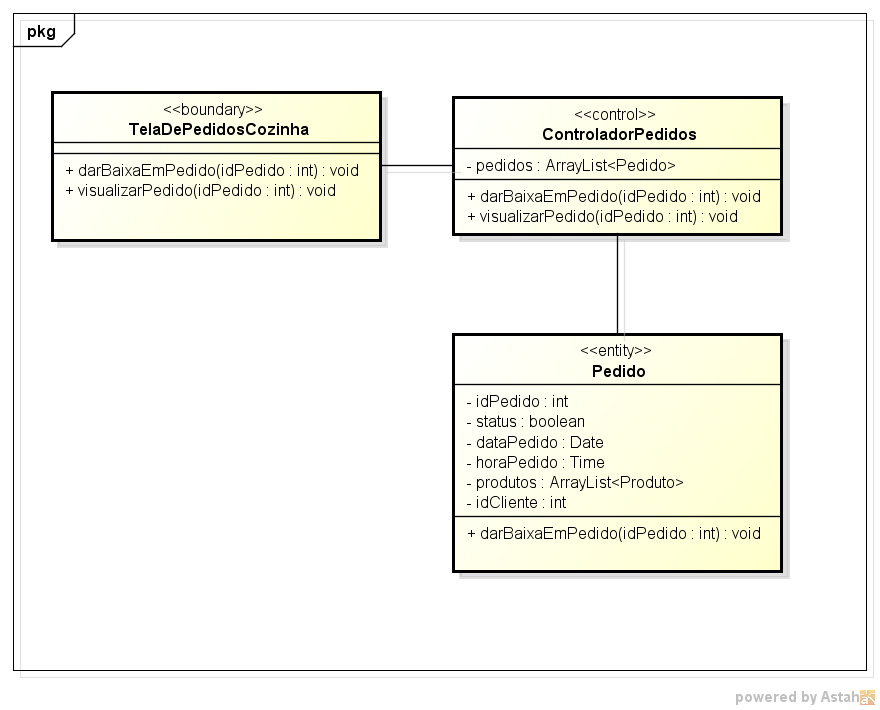 pkg
<<boundary>>
TelaDePedidosCozinha
+ darBaixaEmPedido(idPedido : int) : void
+ visualizarPedido(idPedido : int) : void
<<control>>
ControladorPedidos
- pedidos : ArrayList<Pedido>
+ darBaixaEmPedido(idPedido : int) : void
+ visualizarPedido(idPedido : int) : void
<<entity>>
Pedido
- idPedido : int
- status : boolean
- dataPedido : Date
- horaPedido : Time
- produtos : ArrayList<Produto>
- idCliente : int
+ darBaixaEmPedido(idPedido : int) : void
powered by Astah